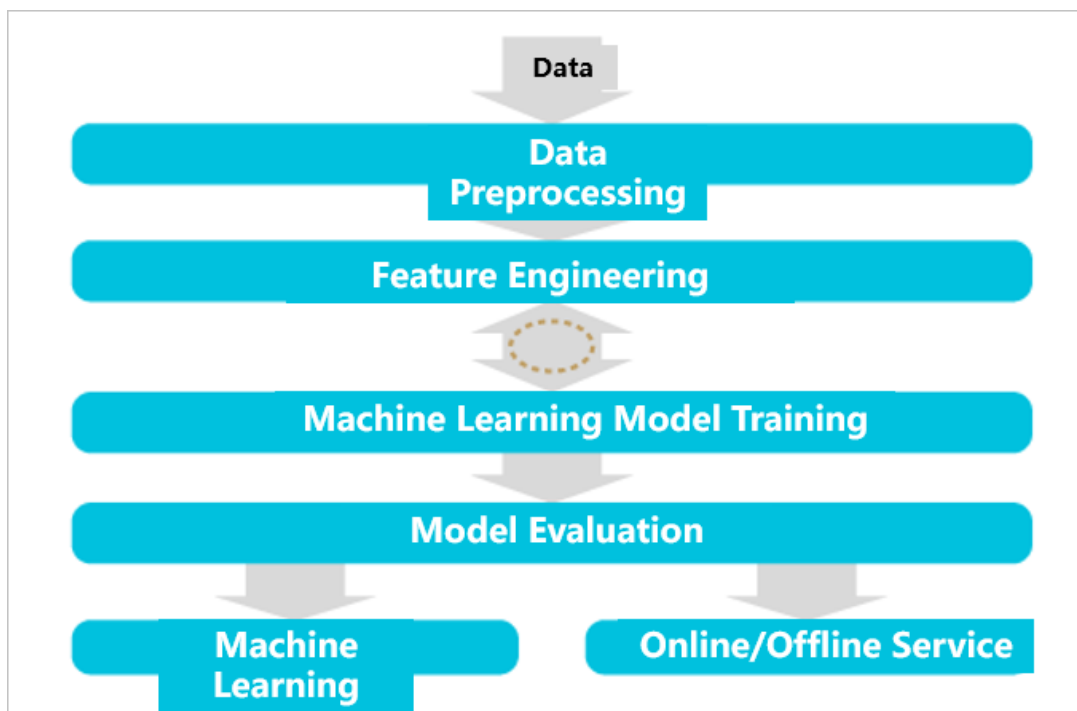 Data
Data
Preprocessing
Feature Engineering
Machine Learning Model Training
Model Evaluation
Machine
Learning
Online/Offline Service